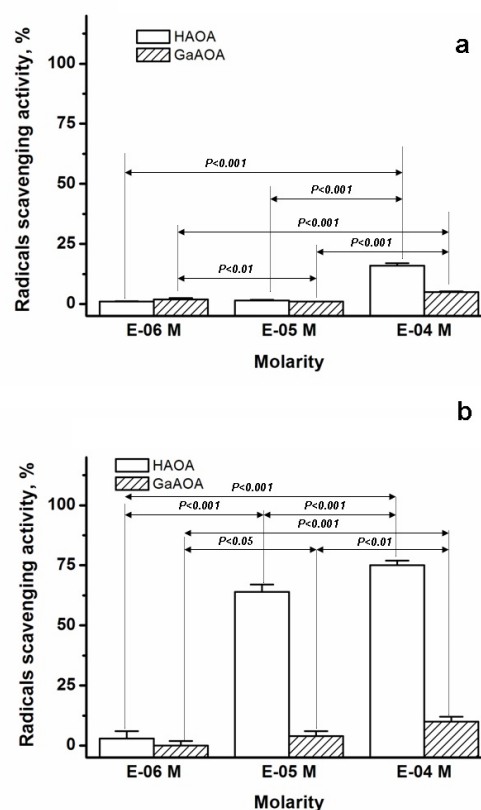 a
HAOA
GaAOA
Radicals scavenging activity, %
100
75
50
25
0
P<0.001
P<0.001
P<0.001
P<0.001
P<0.01
E-06 M E-05 M E-04 M
Molarity
b
HAOA
GaAOA
Radicals scavenging activity, %
100
75
50
25
0
P<0.001
P<0.001 P<0.001
P<0.001
P<0.05 P<0.01
E-06 M E-05 M E-04 M
Molarity